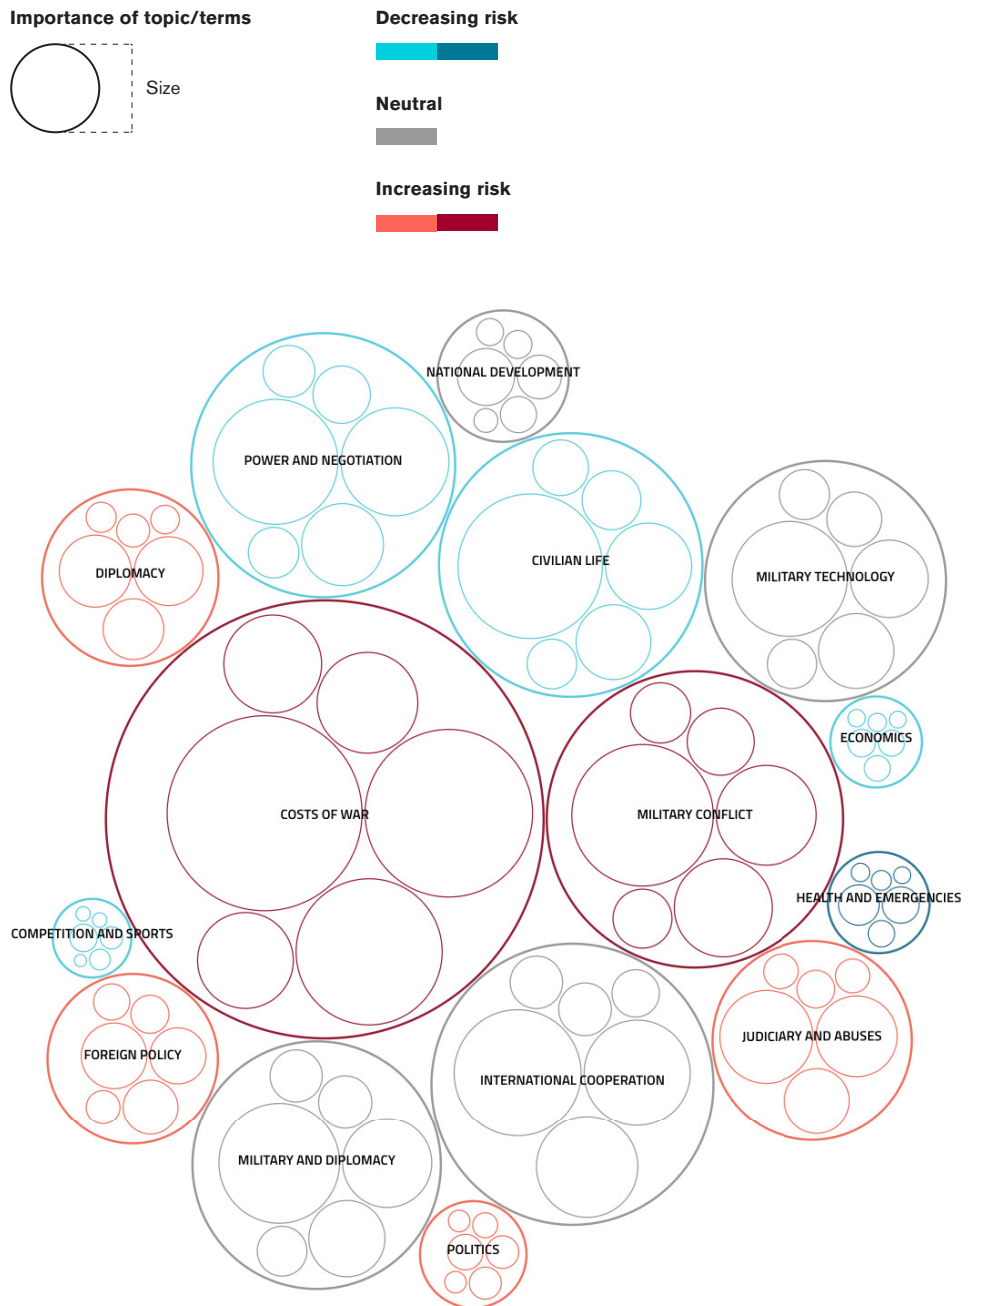 Importance of topic/terms
Size
Decreasing risk
Neutral
Increasing risk
NATIONAL DEVELOPMENT
POWER AND NEGOTIATION
CIVILIAN LIFE
DIPLOMACY
MILITARY TECHNOLOGY
ECONOMICS
COSTS OF WAR
MILITARY CONFLICT
HEALTH AND EMERGENCIES
COMPETITION AND SPORTS
JUDICIARY AND ABUSES
FOREIGN POLICY
INTERNATIONAL COOPERATION
MILITARY AND DIPLOMACY
POLITICS